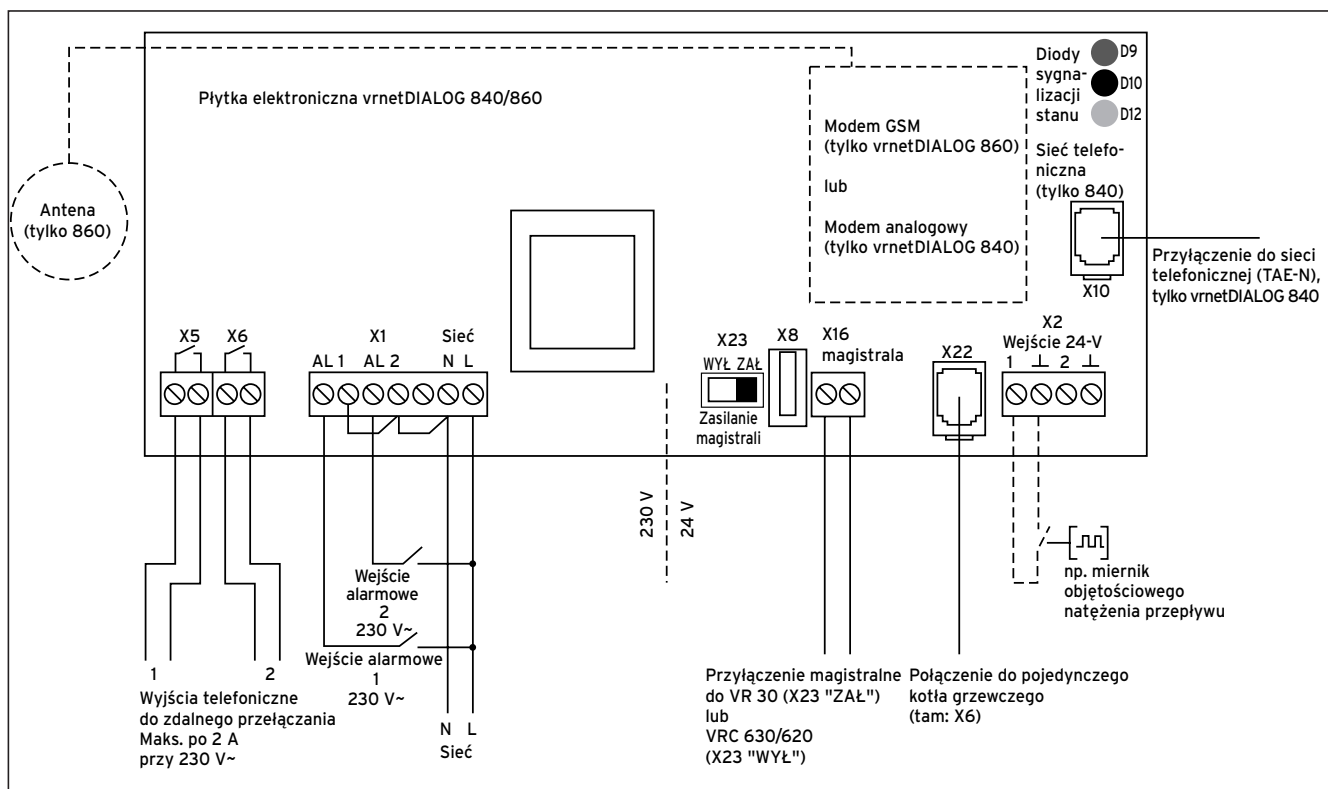 Płytka elektroniczna vrnetDIALOG 840/860
Antena
(tylko 860)
Modem GSM
(tylko vrnetDIALOG 860)
lub
Modem analogowy
(tylko vrnetDIALOG 840)
Diody
sygna-
lizacji
stanu
D9
D10
D12
Sieć telefo-
niczna
(tylko 840)
X10
Przyłączenie do sieci
telefonicznej (TAE-N),
tylko vrnetDIALOG 840
X5 X6
X1 Sieć
AL 1 AL 2 N L
X23
WYŁ ZAŁ
Zasilanie
magistrali
X8
X16
magistrala
X22
X2
Wejście 24-V
1 ⊥ 2 ⊥
230 V
24 V
Wejście
alarmowe
2
230 V~
Wejście alarmowe
1
230 V~
N L
Sieć
1 2
Wyjścia telefoniczne
do zdalnego przełączania
Maks. po 2 A
przy 230 V~
np. miernik
objętościowego
natężenia przepływu
Przyłączenie magistralne
do VR 30 (X23 "ZAŁ")
lub
VRC 630/620
(X23 "WYŁ")
Połączenie do pojedynczego
kotła grzewczego
(tam: X6)